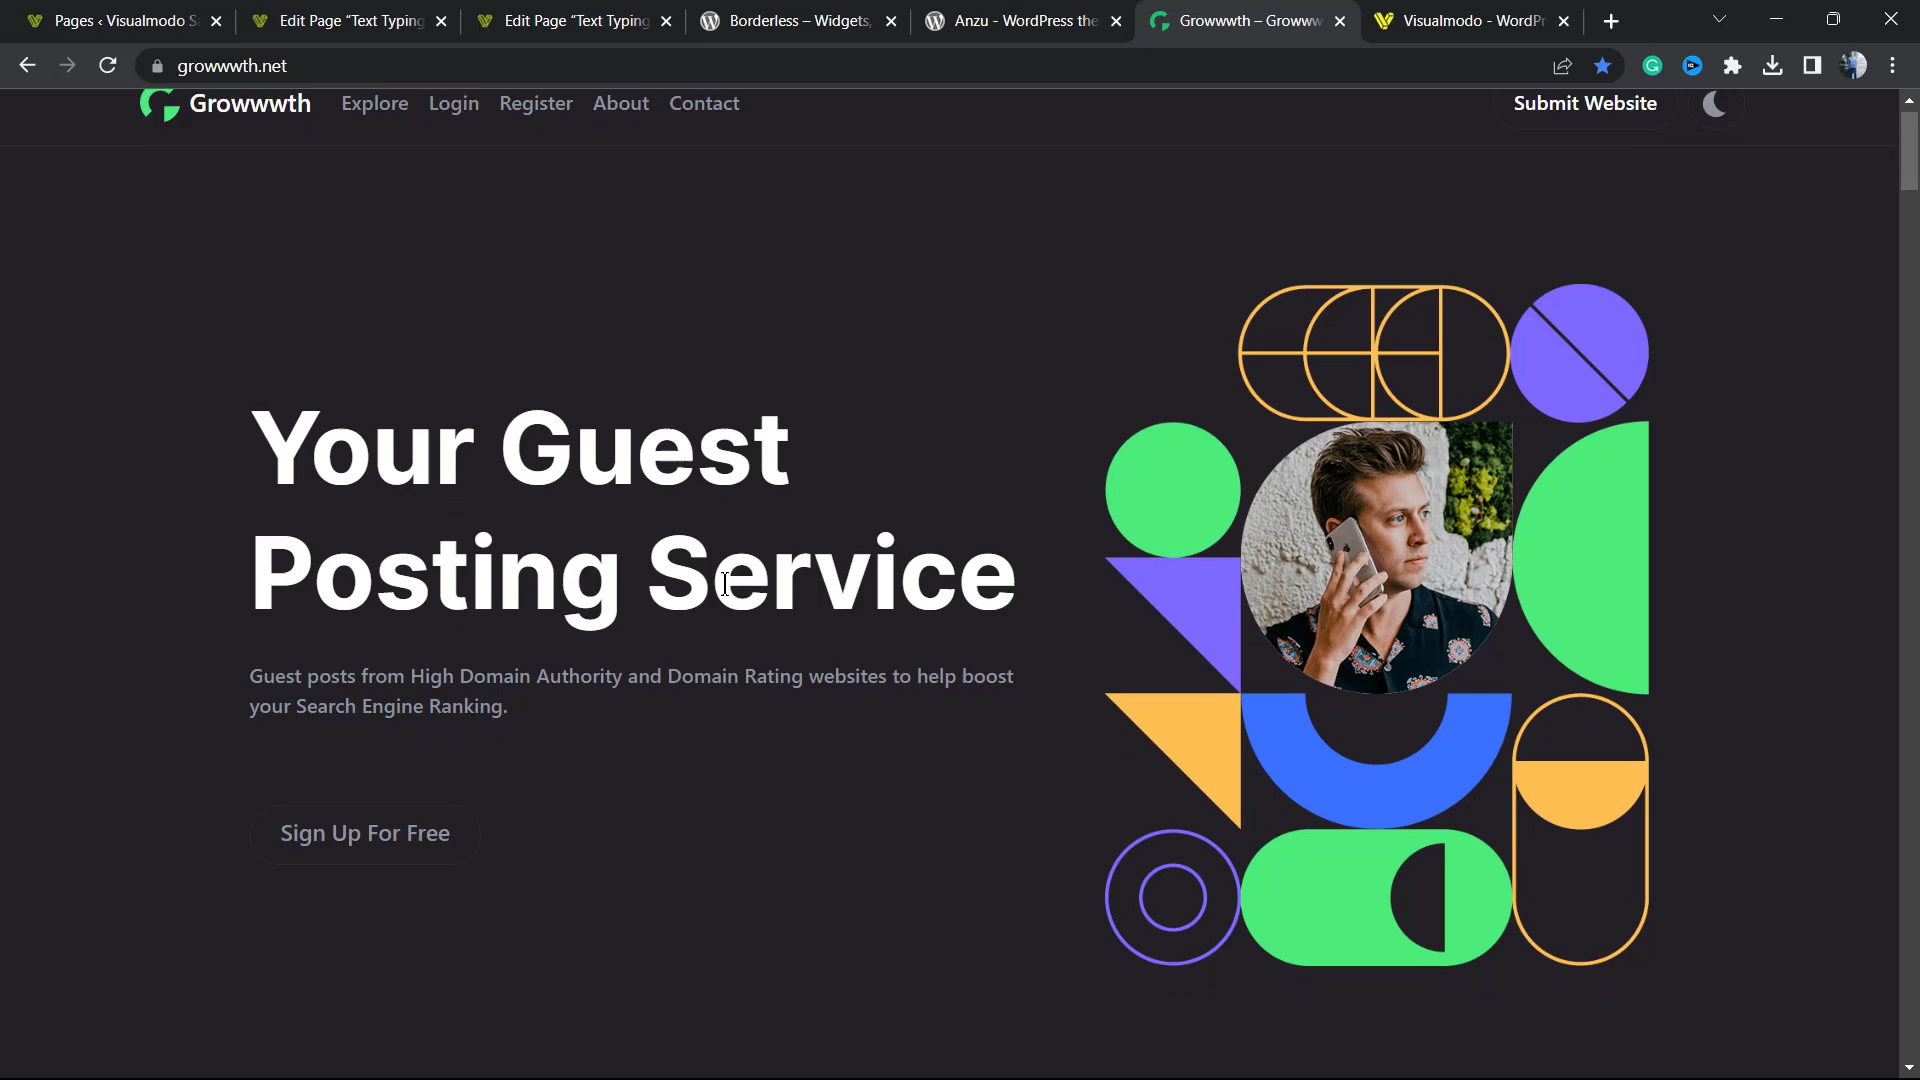 Pages ‹ Visualmodo S
Edit Page “Text Typing
Edit Page “Text Typing
Borderless – Widgets,
Anzu - WordPress the
Growwwth – Growww
Visualmodo - WordPr
growwwth.net
Growwwth
Explore
Login
Register
About
Contact
Submit Website
Your Guest
Posting Service
Guest posts from High Domain Authority and Domain Rating websites to help boost
your Search Engine Ranking.
Sign Up For Free